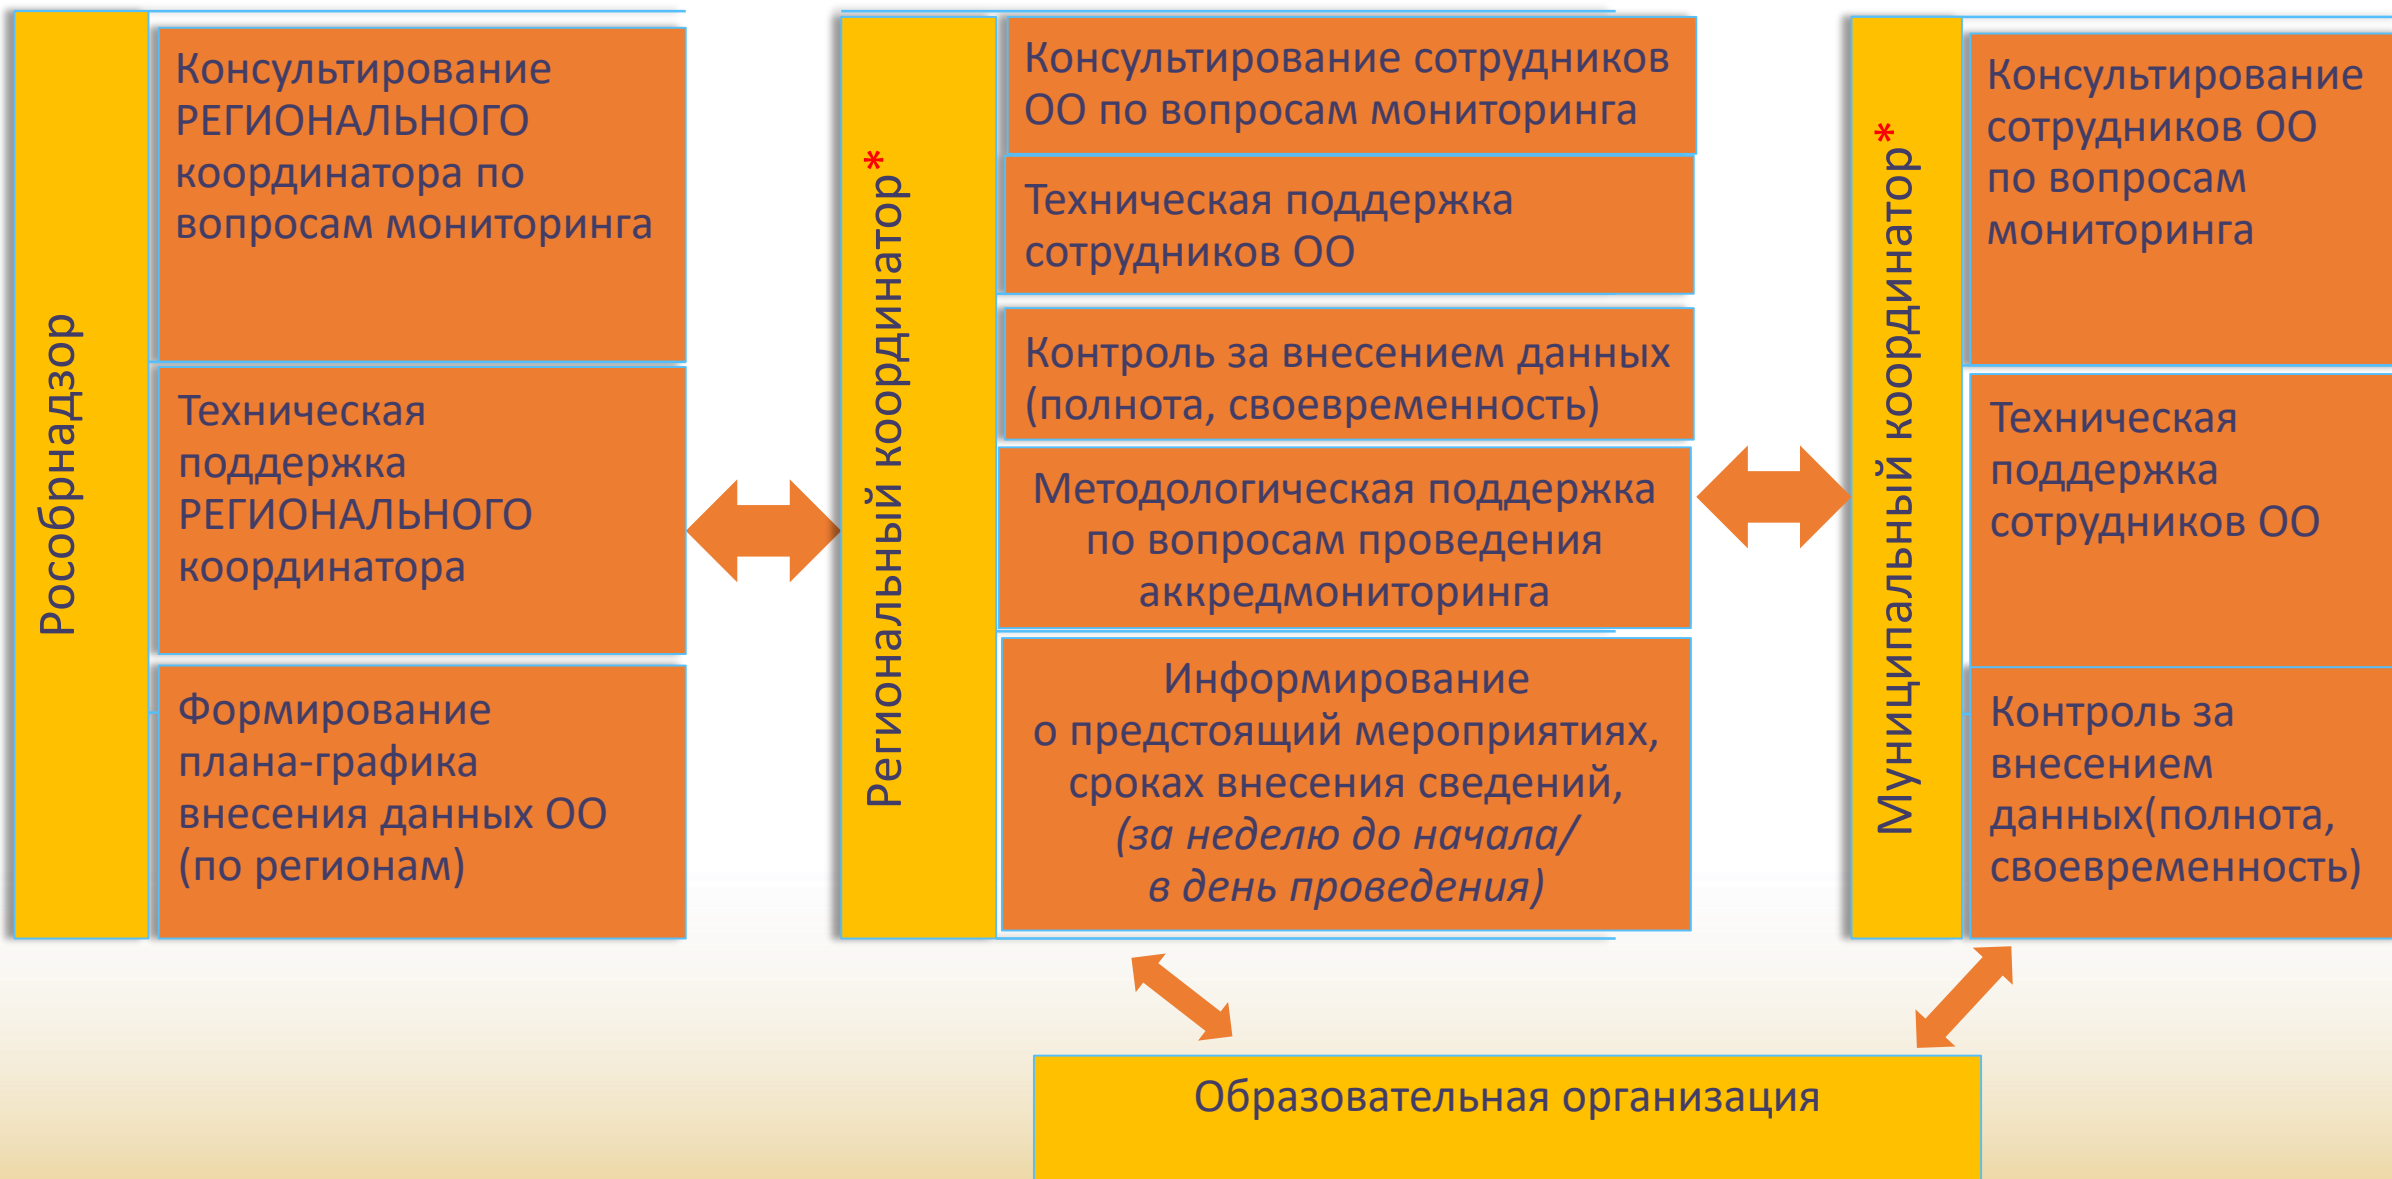 Рособрнадзор
Консультирование
РЕГИОНАЛЬНОГО
координатора по
вопросам мониторинга
Техническая
поддержка
РЕГИОНАЛЬНОГО
координатора
Формирование
плана-графика
внесения данных ОО
(по регионам)
Региональный координатор*
Консультирование сотрудников
ОО по вопросам мониторинга
Техническая поддержка
сотрудников ОО
Контроль за внесением данных
(полнота, своевременность)
Методологическая поддержка
по вопросам проведения
аккредмониторинга
Информирование
о предстоящий мероприятиях,
сроках внесения сведений,
(за неделю до начала/
в день проведения)
Муниципальный координатор*
Консультирование
сотрудников ОО
по вопросам
мониторинга
Техническая
поддержка
сотрудников ОО
Контроль за
внесением
данных(полнота,
своевременность)
Образовательная организация